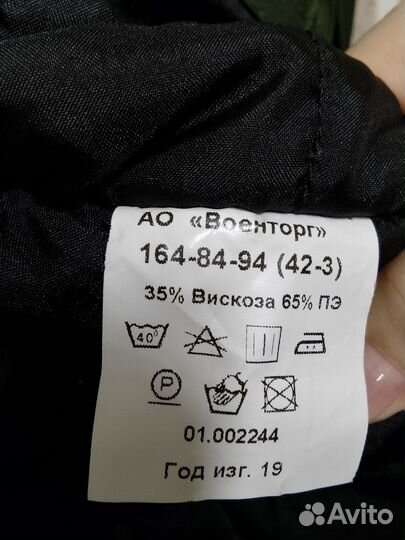 АО «Военторг»
164-84-94 (42-3)
35% Вискоза 65% ПЭ
40°
P
01.002244
Год изг. 19
Avito